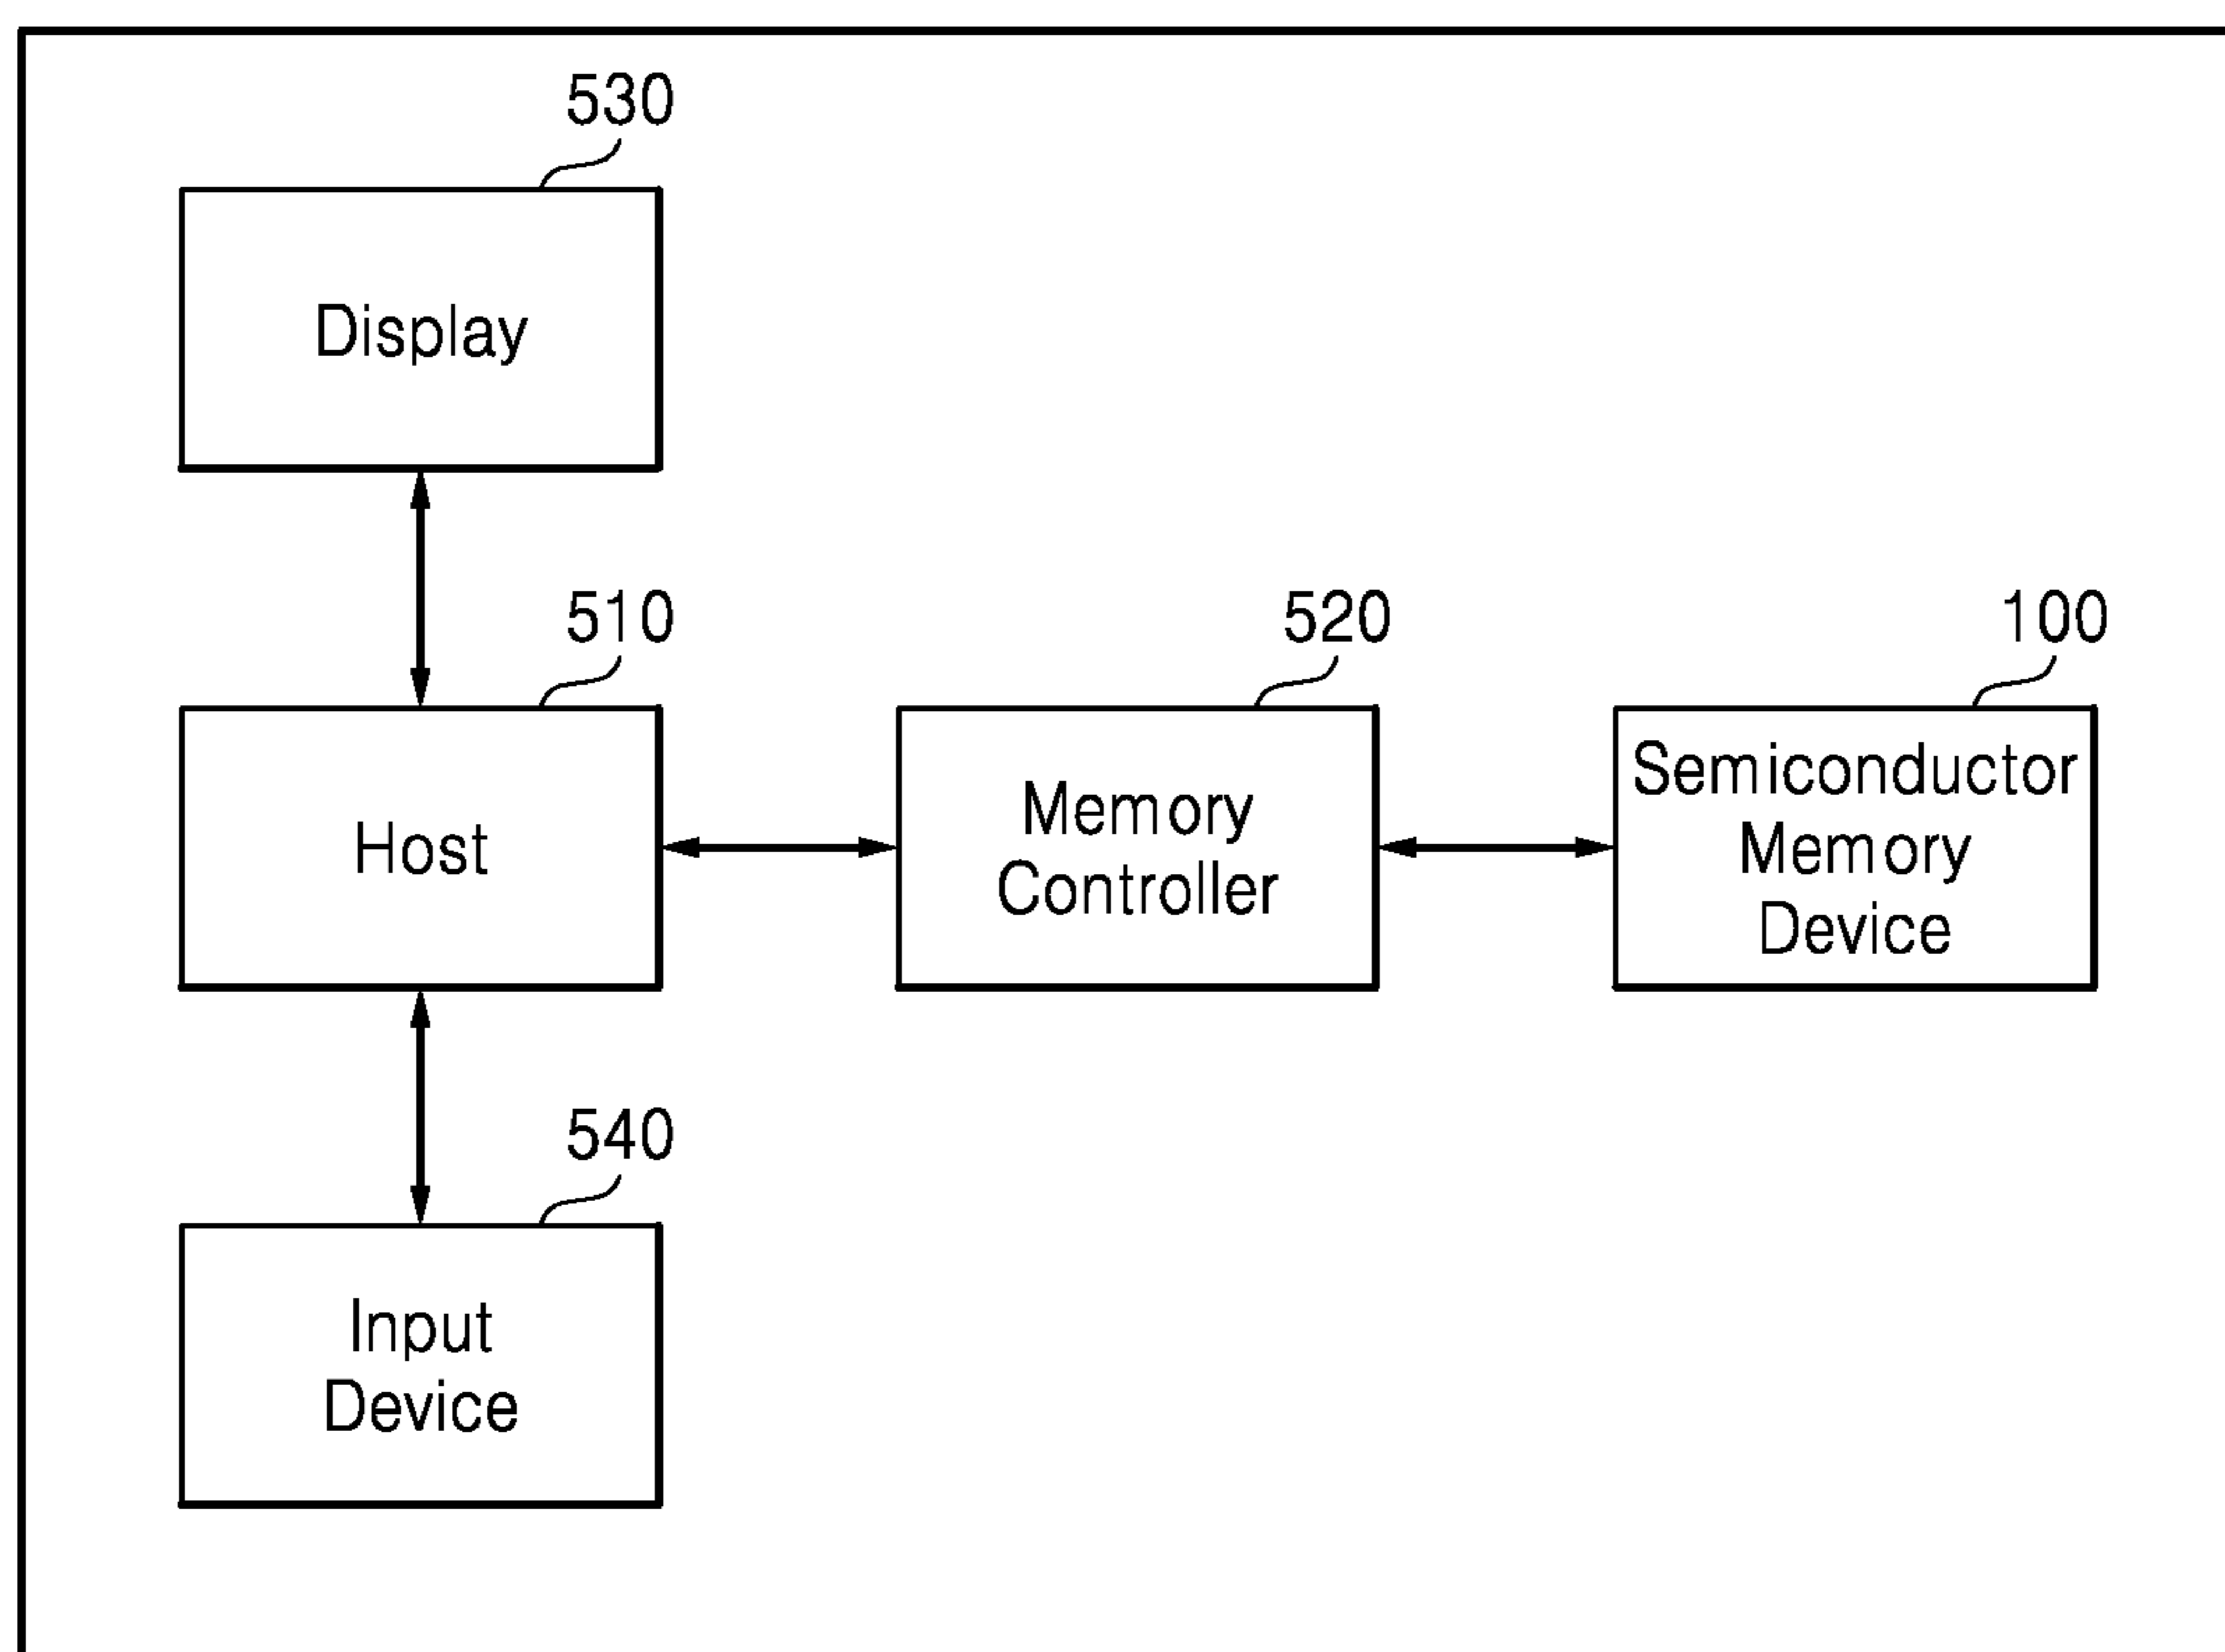 530
Display
510
Host
520
Memory
Controller
100
Semiconductor
Memory
Device
540
Input
Device